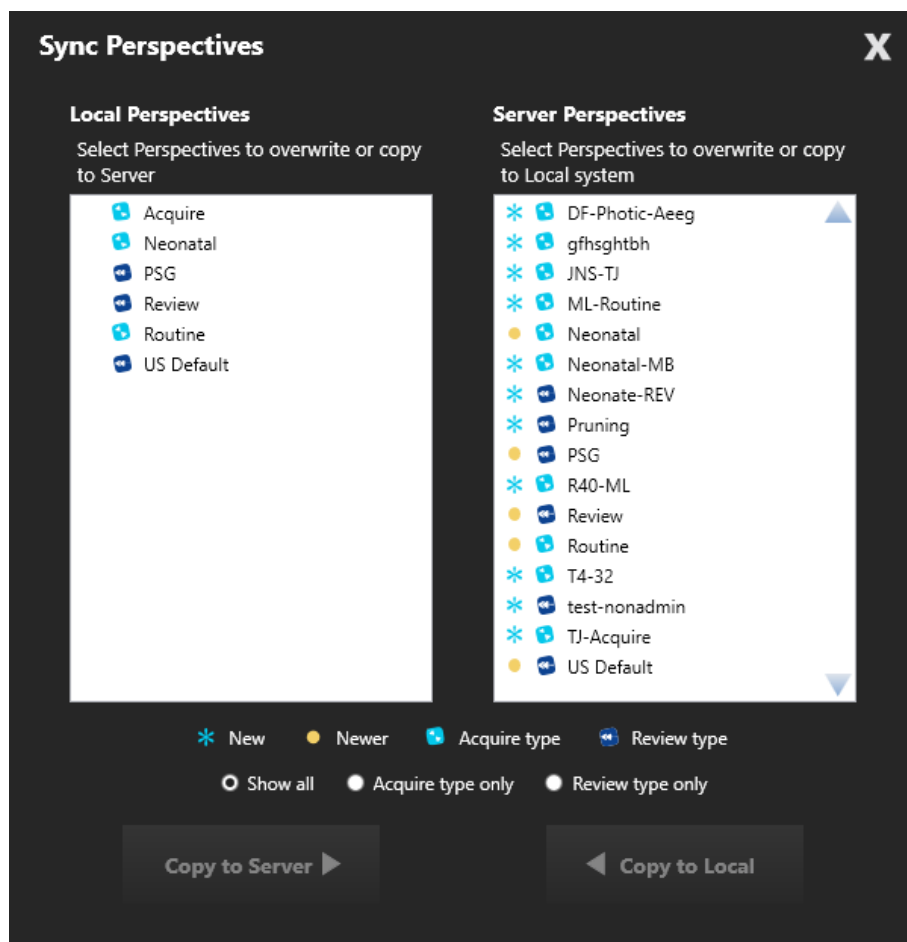 Sync Perspectives
X
Local Perspectives
Select Perspectives to overwrite or copy
to Server
Acquire
Neonatal
PSG
Review
Routine
US Default
Server Perspectives
Select Perspectives to overwrite or copy
to Local system
DF-Photic-Aeeg
gfhsghtbh
JNS-TJ
ML-Routine
Neonatal
Neonatal-MB
Neonate-REV
Pruning
PSG
R40-ML
Review
Routine
T4-32
test-nonadmin
TJ-Acquire
US Default
New Newer Acquire type Review type
Show all Acquire type only Review type only
Copy to Server Copy to Local